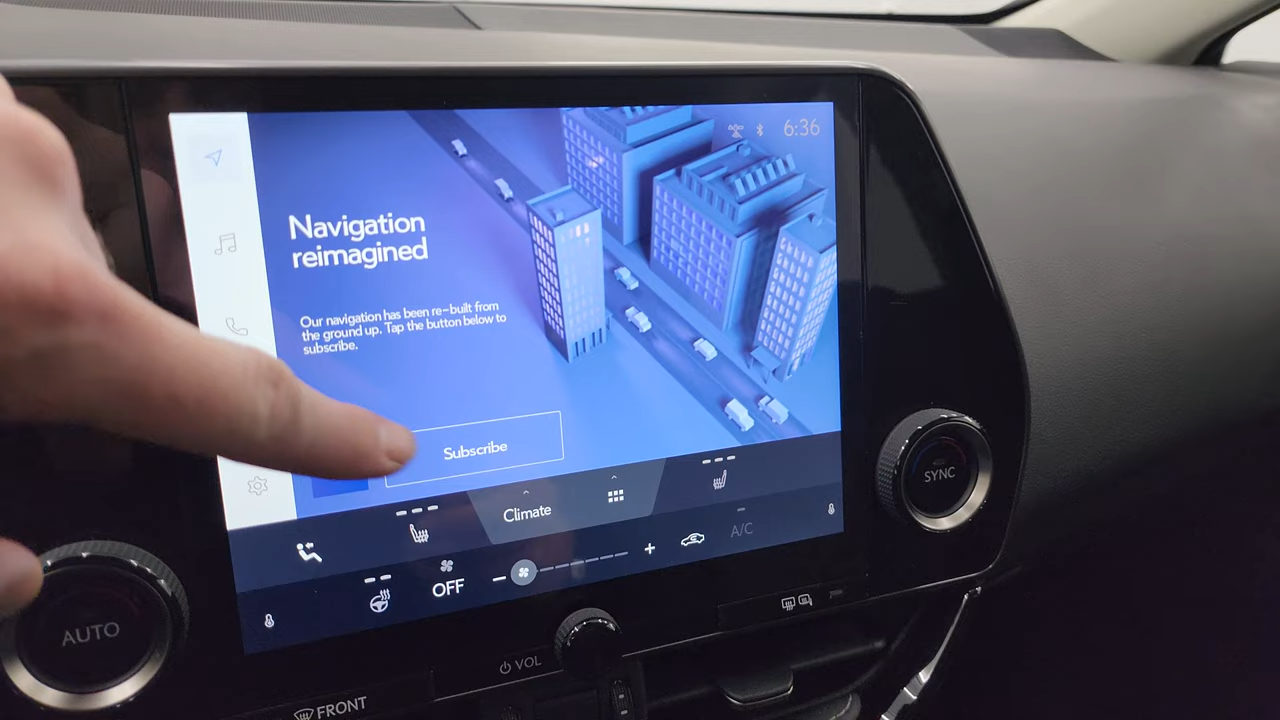 6:36
Navigation
reimagined
Our navigation has been re-built from
the ground up. Tap the button below to
subscribe.
Subscribe
Climate
OFF
A/C
AUTO
SYNC
VOL
FRONT